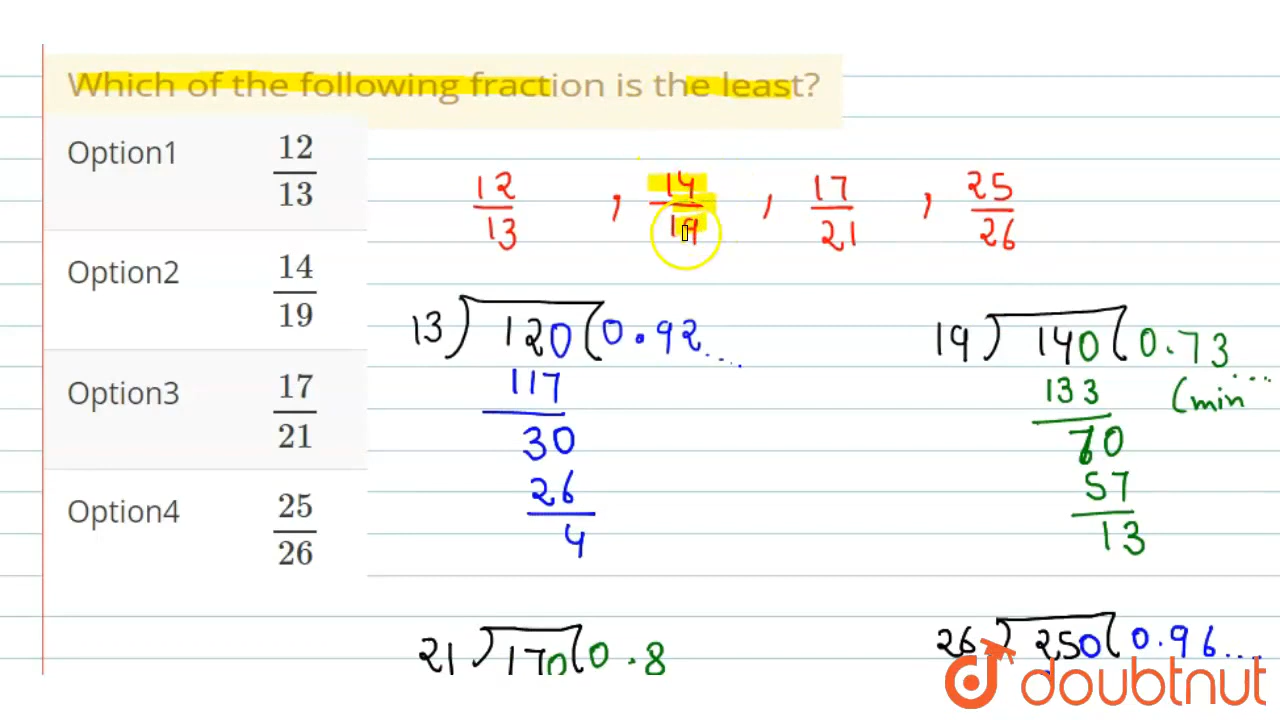 Which of the following fraction is the least?
Option1 12/13
Option2 14/19
Option3 17/21
Option4 25/26
12/13 , 14/19 , 17/21 , 25/26
13) 120 (0.92....
117
30
26
4
19) 140 (0.73...
133 (min
70
57
13
21) 170 (0.8
26) 250 (0.96....
doubtnut